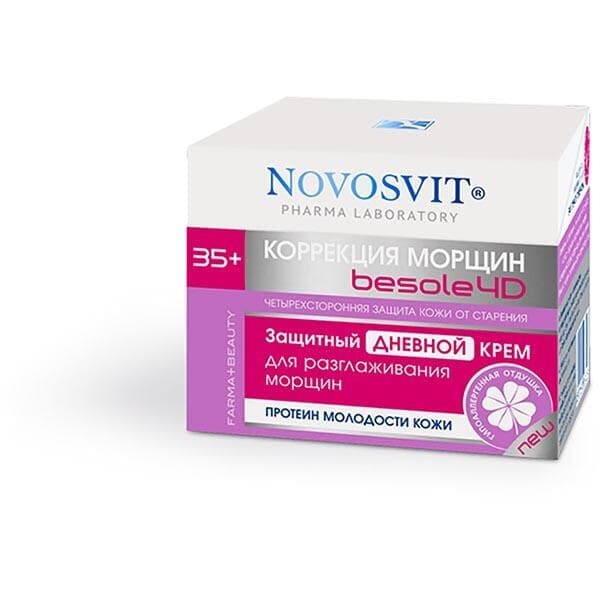 NOVOSVIT®
PHARMA LABORATORY
35+
КОРРЕКЦИЯ МОРЩИН
besole4D
ЧЕТЫРЕХСТОРОННЯЯ ЗАЩИТА КОЖИ ОТ СТАРЕНИЯ
FARMA+BEAUTY
Защитный ДНЕВНОЙ КРЕМ
для разглаживания
морщин
ПРОТЕИН МОЛОДОСТИ КОЖИ
ГИПОАЛЛЕРГЕННАЯ ОТДУШКА
new